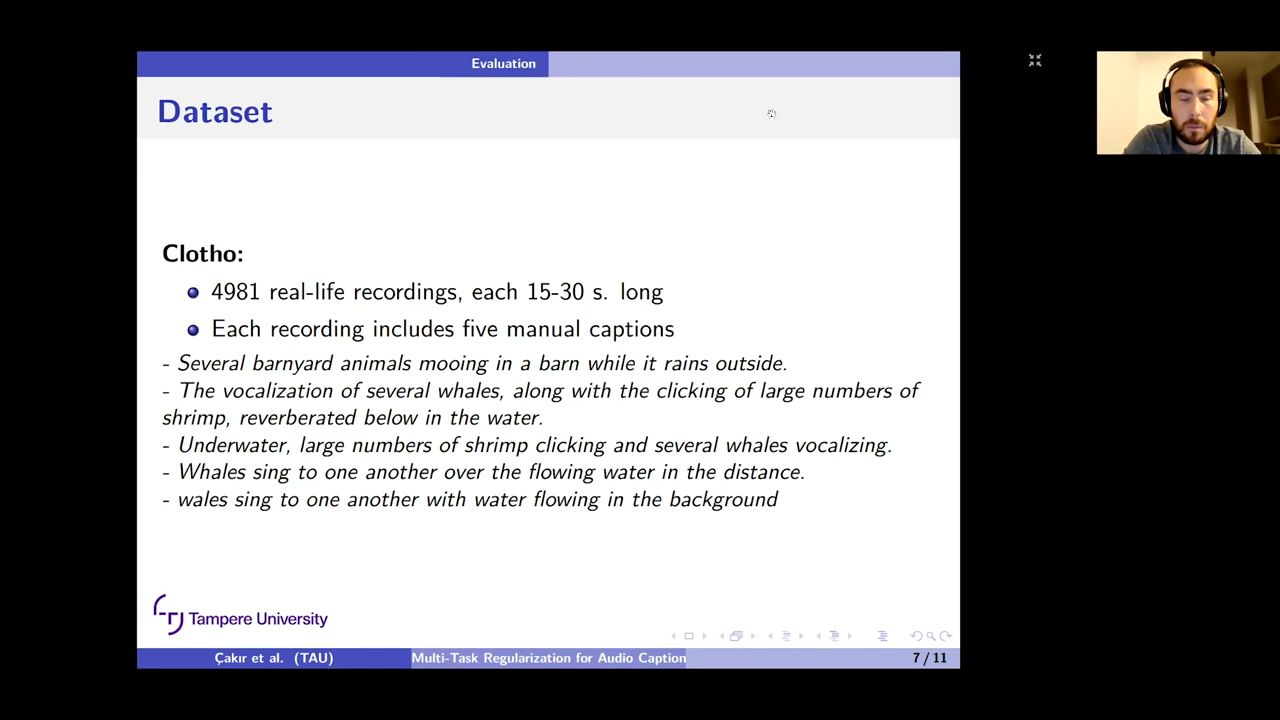 Evaluation
Dataset
Clotho:
4981 real-life recordings, each 15-30 s. long
Each recording includes five manual captions
- Several barnyard animals mooing in a barn while it rains outside.
- The vocalization of several whales, along with the clicking of large numbers of
shrimp, reverberated below in the water.
- Underwater, large numbers of shrimp clicking and several whales vocalizing.
- Whales sing to one another over the flowing water in the distance.
- wales sing to one another with water flowing in the background
Tampere University
Çakır et al. (TAU)
Multi-Task Regularization for Audio Caption
7 / 11